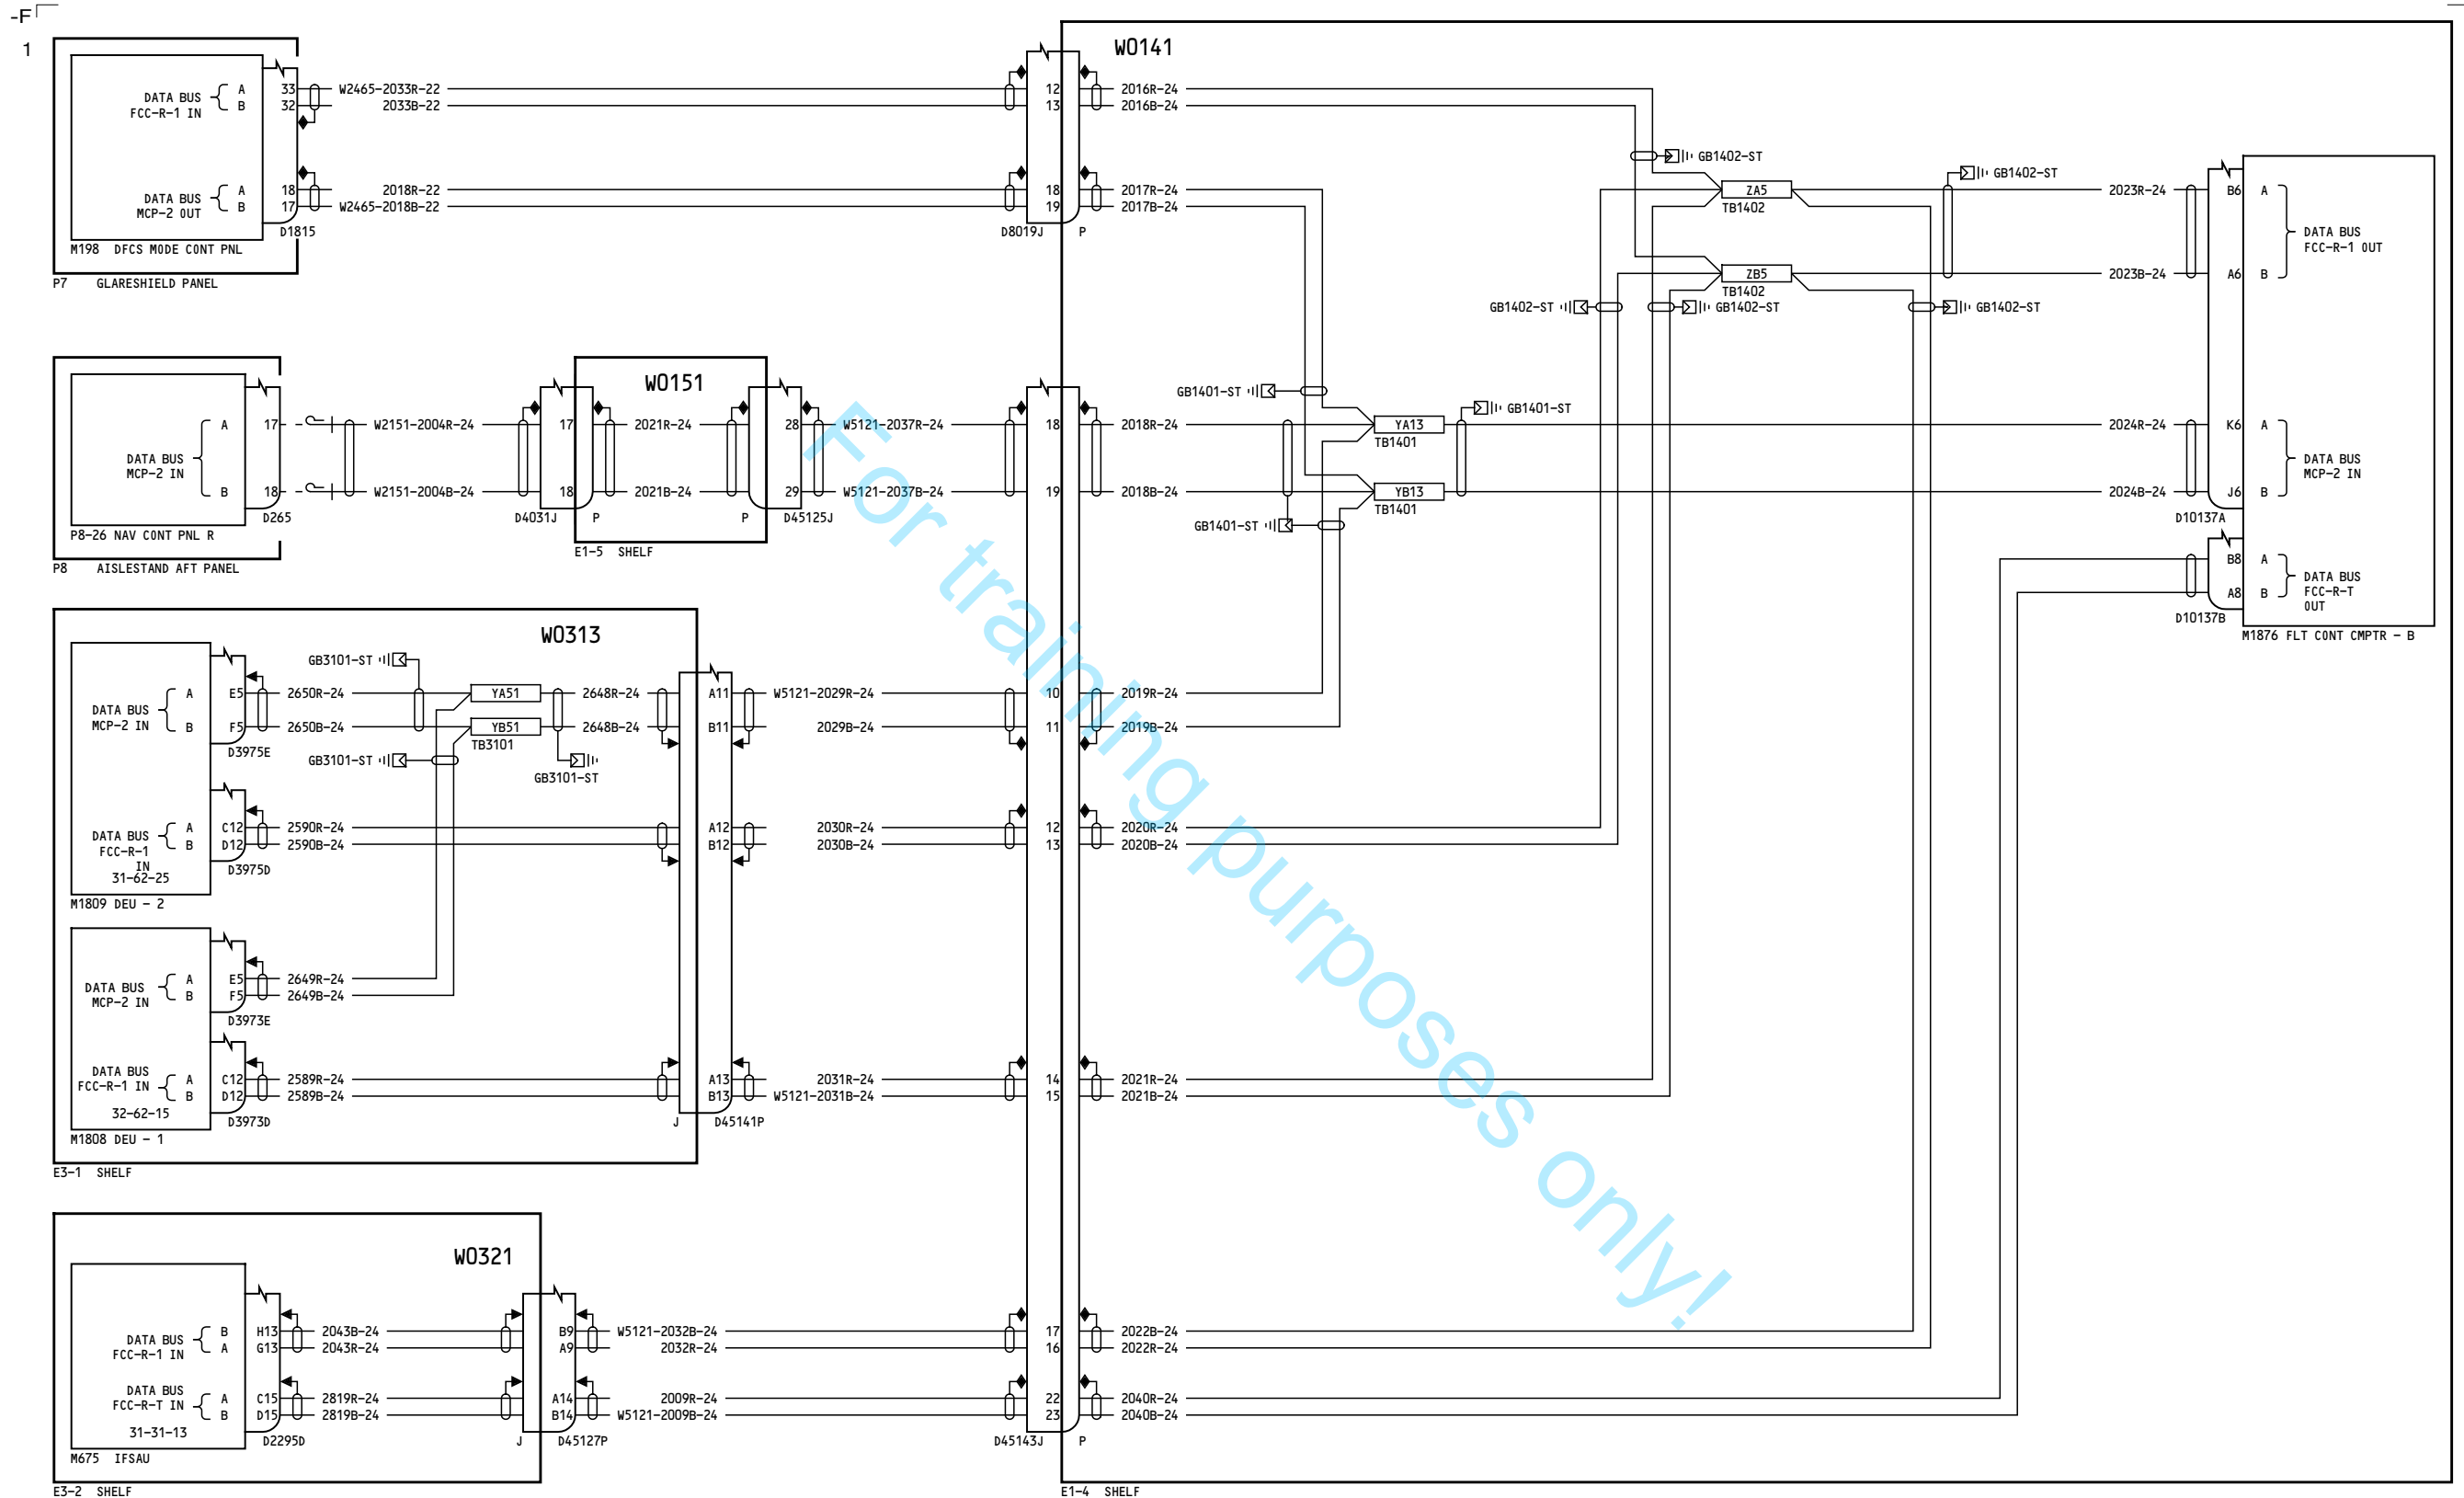 -F
1
W0141
DATA BUS
FCC-R-1 IN
A
B
33
32
W2465-2033R-22
2033B-22
12
13
2016R-24
2016B-24
DATA BUS
MCP-2 OUT
A
B
18
17
2018R-22
W2465-2018B-22
18
19
2017R-24
2017B-24
D1815
D8019J
P
M198 DFCS MODE CONT PNL
P7 GLARESHIELD PANEL
GB1402-ST
ZA5
TB1402
GB1402-ST
2023R-24
B6
A
DATA BUS
FCC-R-1 OUT
ZB5
TB1402
2023B-24
A6
B
GB1402-ST
GB1402-ST
GB1402-ST
W0151
DATA BUS
MCP-2 IN
A
B
17
18
W2151-2004R-24
W2151-2004B-24
17
18
2021R-24
2021B-24
28
29
W5121-2037R-24
W5121-2037B-24
18
19
2018R-24
2018B-24
D265
D4031J
P
P
D45125J
P8-26 NAV CONT PNL R
P8 AISLESTAND AFT PANEL
E1-5 SHELF
GB1401-ST
YA13
TB1401
GB1401-ST
YB13
TB1401
GB1401-ST
2024R-24
2024B-24
K6
J6
A
B
DATA BUS
MCP-2 IN
D10137A
B8
A8
A
B
DATA BUS
FCC-R-T
OUT
D10137B
M1876 FLT CONT CMPTR - B
W0313
DATA BUS
MCP-2 IN
A
B
E5
F5
2650R-24
2650B-24
D3975E
GB3101-ST
YA51
YB51
TB3101
GB3101-ST
GB3101-ST
2648R-24
2648B-24
A11
B11
W5121-2029R-24
2029B-24
10
11
2019R-24
2019B-24
DATA BUS
FCC-R-1
IN
31-62-25
A
B
C12
D12
2590R-24
2590B-24
D3975D
A12
B12
2030R-24
2030B-24
12
13
2020R-24
2020B-24
M1809 DEU - 2
DATA BUS
MCP-2 IN
A
B
E5
F5
2649R-24
2649B-24
D3973E
DATA BUS
FCC-R-1 IN
32-62-15
A
B
C12
D12
2589R-24
2589B-24
D3973D
A13
B13
2031R-24
W5121-2031B-24
14
15
2021R-24
2021B-24
J
D45141P
M1808 DEU - 1
E3-1 SHELF
W0321
DATA BUS
FCC-R-1 IN
B
A
H13
G13
2043B-24
2043R-24
B9
A9
W5121-2032B-24
2032R-24
17
16
2022B-24
2022R-24
DATA BUS
FCC-R-T IN
31-31-13
A
B
C15
D15
2819R-24
2819B-24
A14
B14
2009R-24
W5121-2009B-24
22
23
2040R-24
2040B-24
D2295D
J
D45127P
D45143J
P
M675 IFSAU
E3-2 SHELF
E1-4 SHELF
For training purposes only!